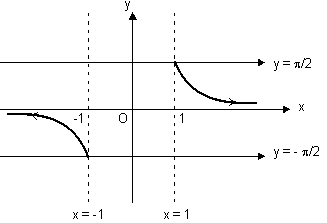 y
y = π/2
x
-1
O
1
y = - π/2
x = -1
x = 1